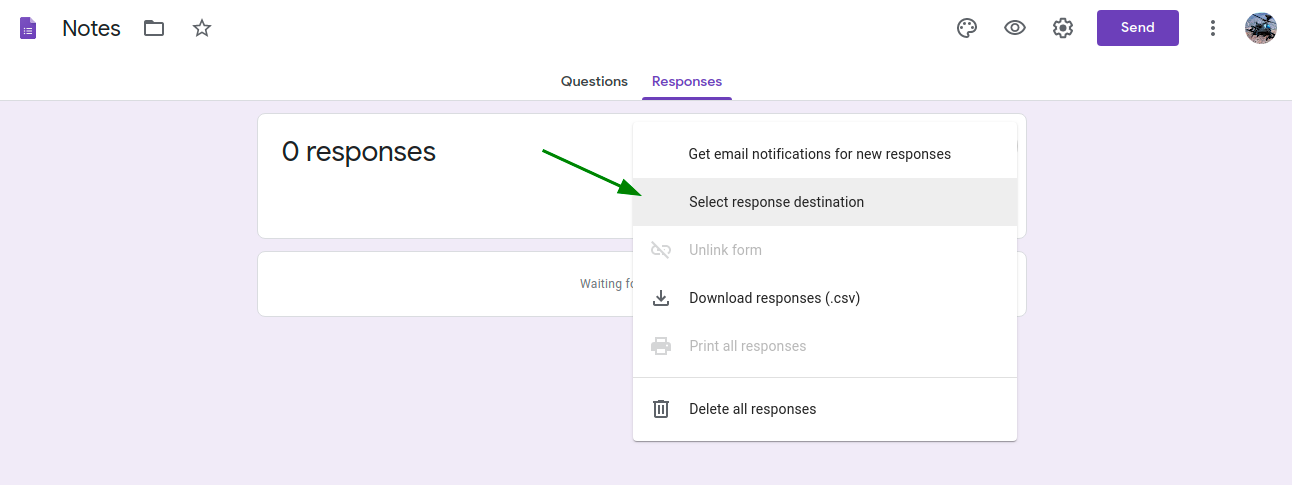 Notes
Send
Questions Responses
0 responses
Get email notifications for new responses
Select response destination
Unlink form
Waiting
Download responses (.csv)
Print all responses
Delete all responses